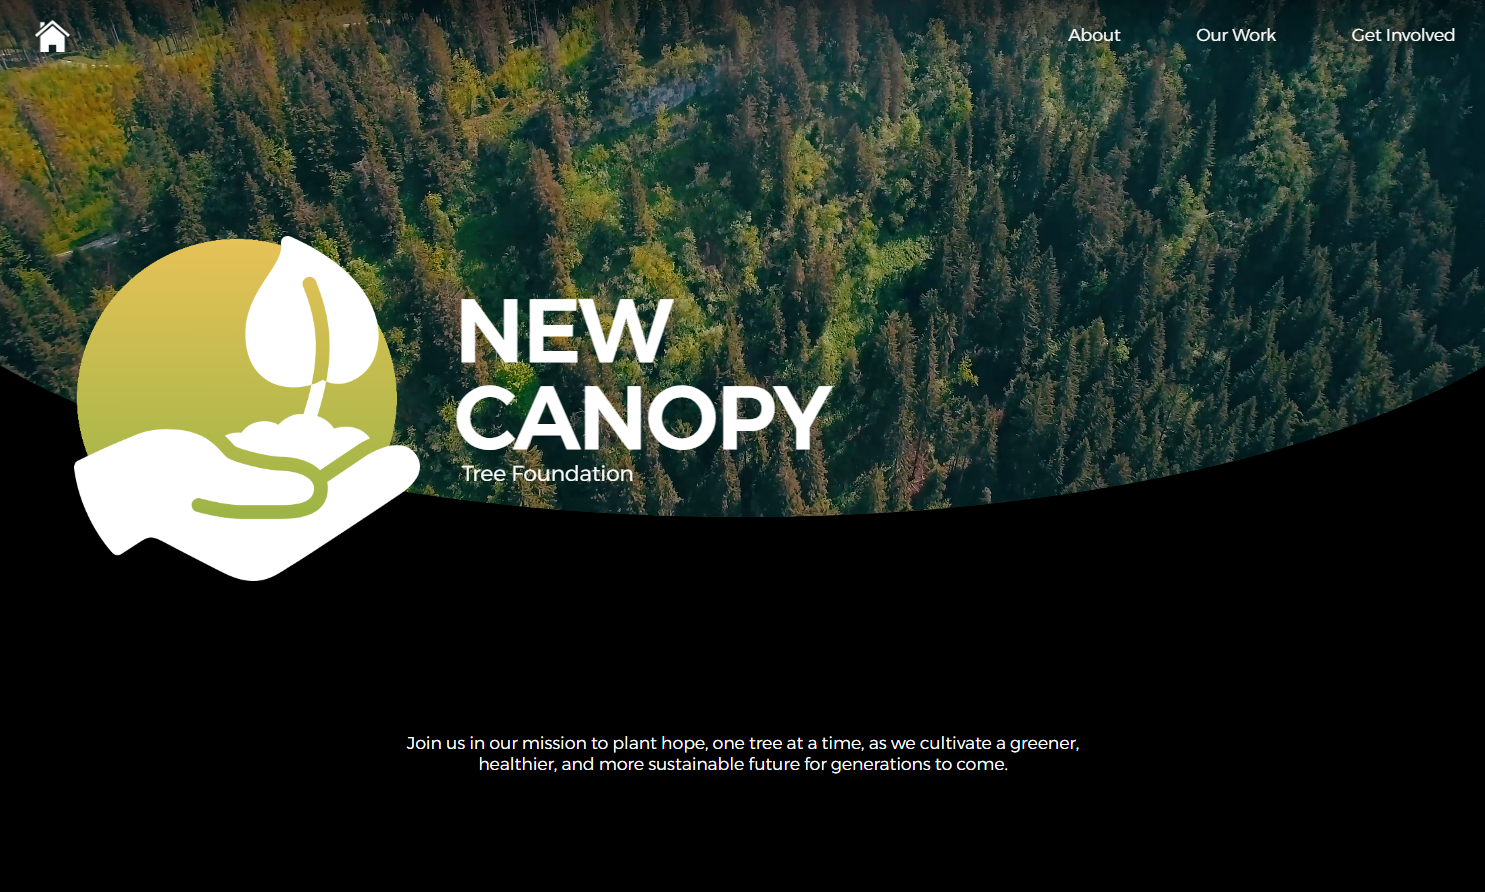 About
Our Work
Get Involved
NEW
CANOPY
Tree Foundation
Join us in our mission to plant hope, one tree at a time, as we cultivate a greener,
healthier, and more sustainable future for generations to come.